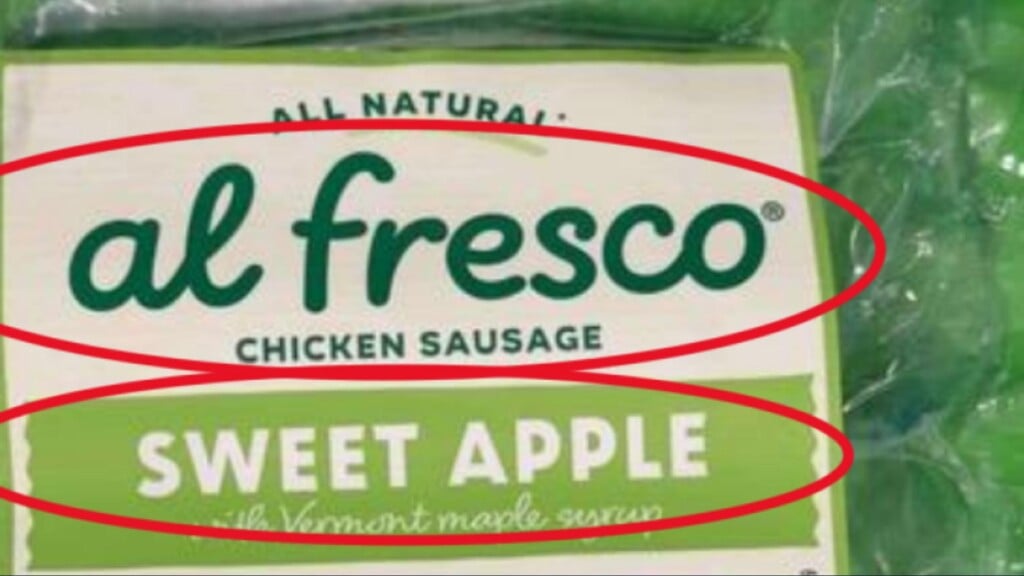 ALL NATURAL*
al fresco®
CHICKEN SAUSAGE
SWEET APPLE
with Vermont maple syrup